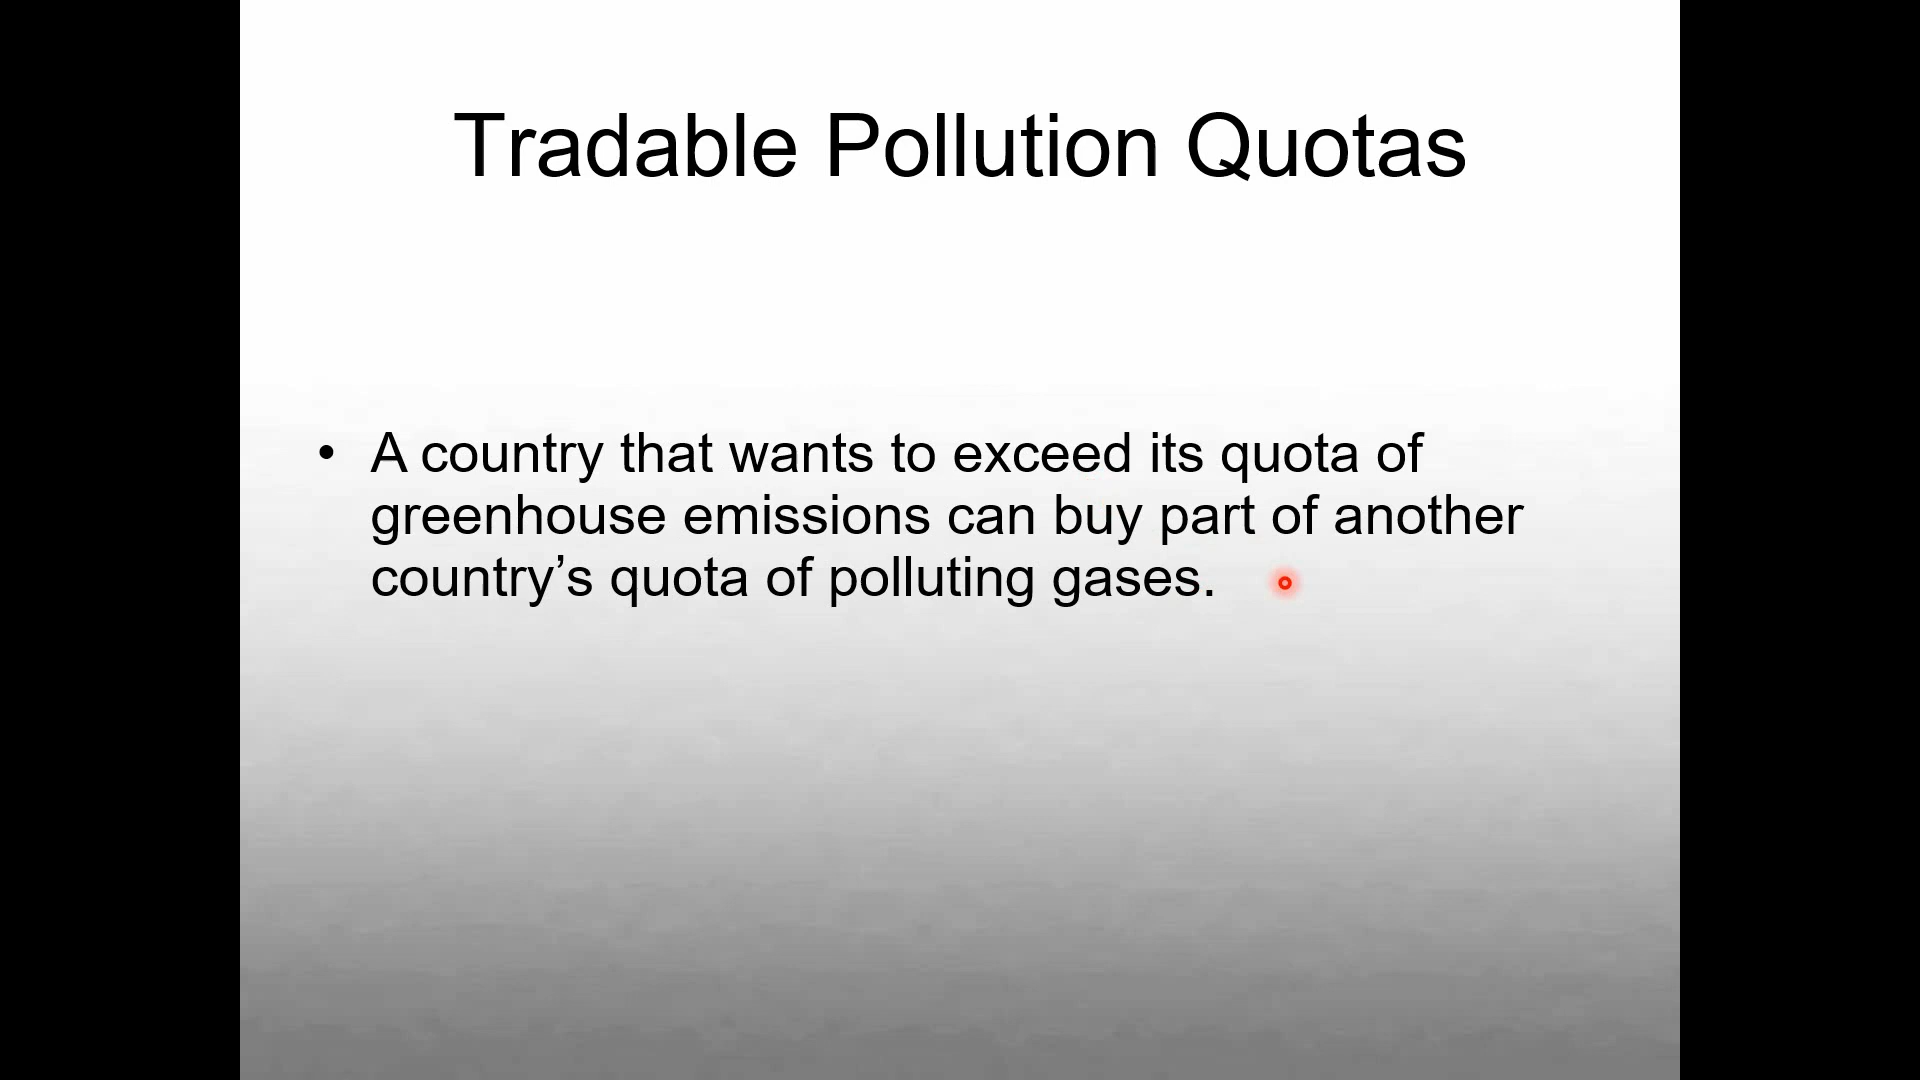 Tradable Pollution Quotas
• A country that wants to exceed its quota of
greenhouse emissions can buy part of another
country’s quota of polluting gases.